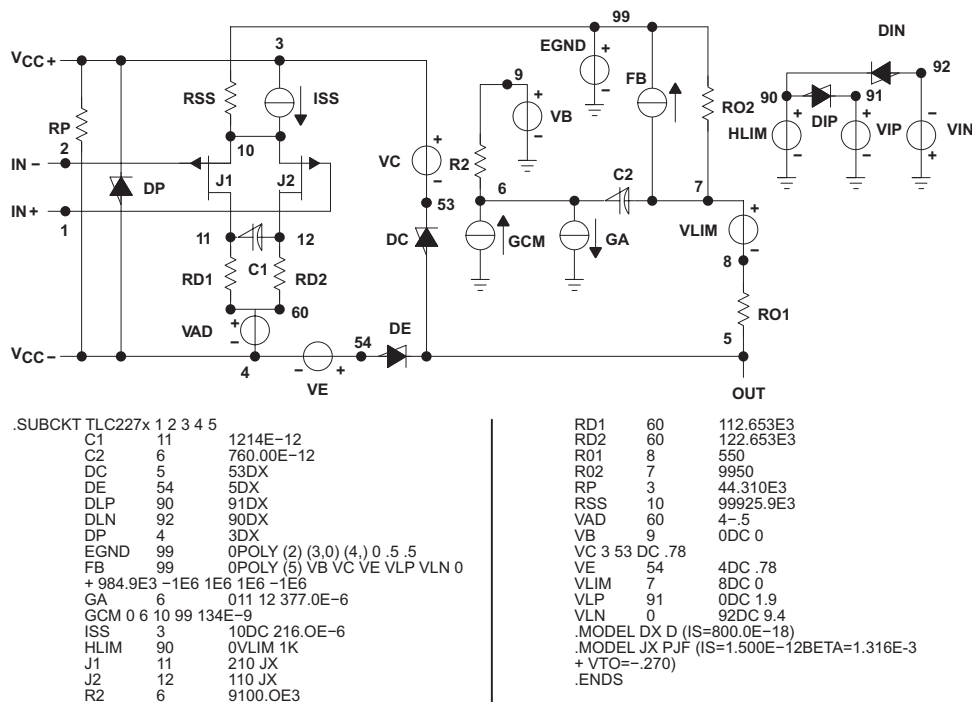 99
3
DIN
VCC+
EGND
+
92
9
FB
RSS
ISS
90
91
RO2
VB
DIP
RP
HLIM
VIP
VIN
2
10
IN −
VC
R2
J1
J2
C2
DP
6
7
IN+
53
1
GCM
GA
VLIM
11
12
DC
C1
8
RD1
RD2
RO1
60
VAD
DE
5
54
VCC−
4
VE
OUT
.SUBCKT TLC227x 1 2 3 4 5
C1 11 1214E−12
C2 6 760.00E−12
DC 5 53DX
DE 54 5DX
DLP 90 91DX
DLN 92 90DX
DP 4 3DX
EGND 99 0POLY (2) (3,0) (4,) 0 .5 .5
FB 99 0POLY (5) VB VC VE VLP VLN 0
+ 984.9E3 −1E6 1E6 1E6 −1E6
GA 6 011 12 377.0E−6
GCM 0 6 10 99 134E−9
ISS 3 10DC 216.OE−6
HLIM 90 0VLIM 1K
J1 11 210 JX
J2 12 110 JX
R2 6 9100.OE3
RD1 60 112.653E3
RD2 60 122.653E3
R01 8 550
R02 7 9950
RP 3 44.310E3
RSS 10 99925.9E3
VAD 60 4−.5
VB 9 0DC 0
VC 3 53 DC .78
VE 54 4DC .78
VLIM 7 8DC 0
VLP 91 0DC 1.9
VLN 0 92DC 9.4
.MODEL DX D (IS=800.0E−18)
.MODEL JX PJF (IS=1.500E−12BETA=1.316E-3
+ VTO=−.270)
.ENDS